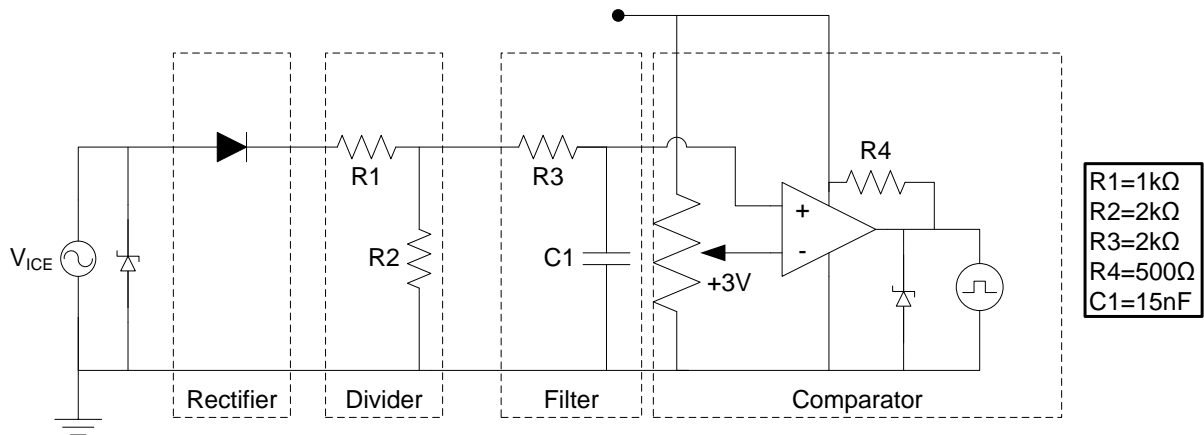 V_ICE
R1
R2
R3
C1
+3V
+
-
R4
Rectifier
Divider
Filter
Comparator
R1=1kΩ
R2=2kΩ
R3=2kΩ
R4=500Ω
C1=15nF